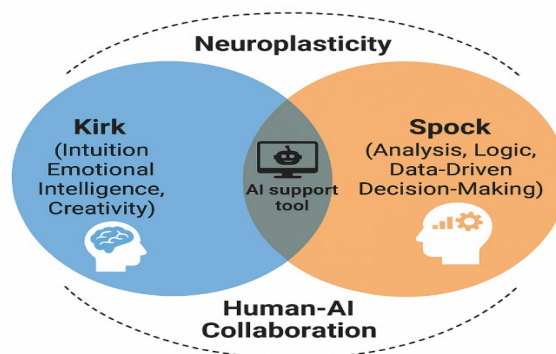 Neuroplasticity
Kirk
(Intuition
Emotional
Intelligence,
Creativity)
AI support
tool
Spock
(Analysis, Logic,
Data-Driven
Decision-Making)
Human-AI
Collaboration